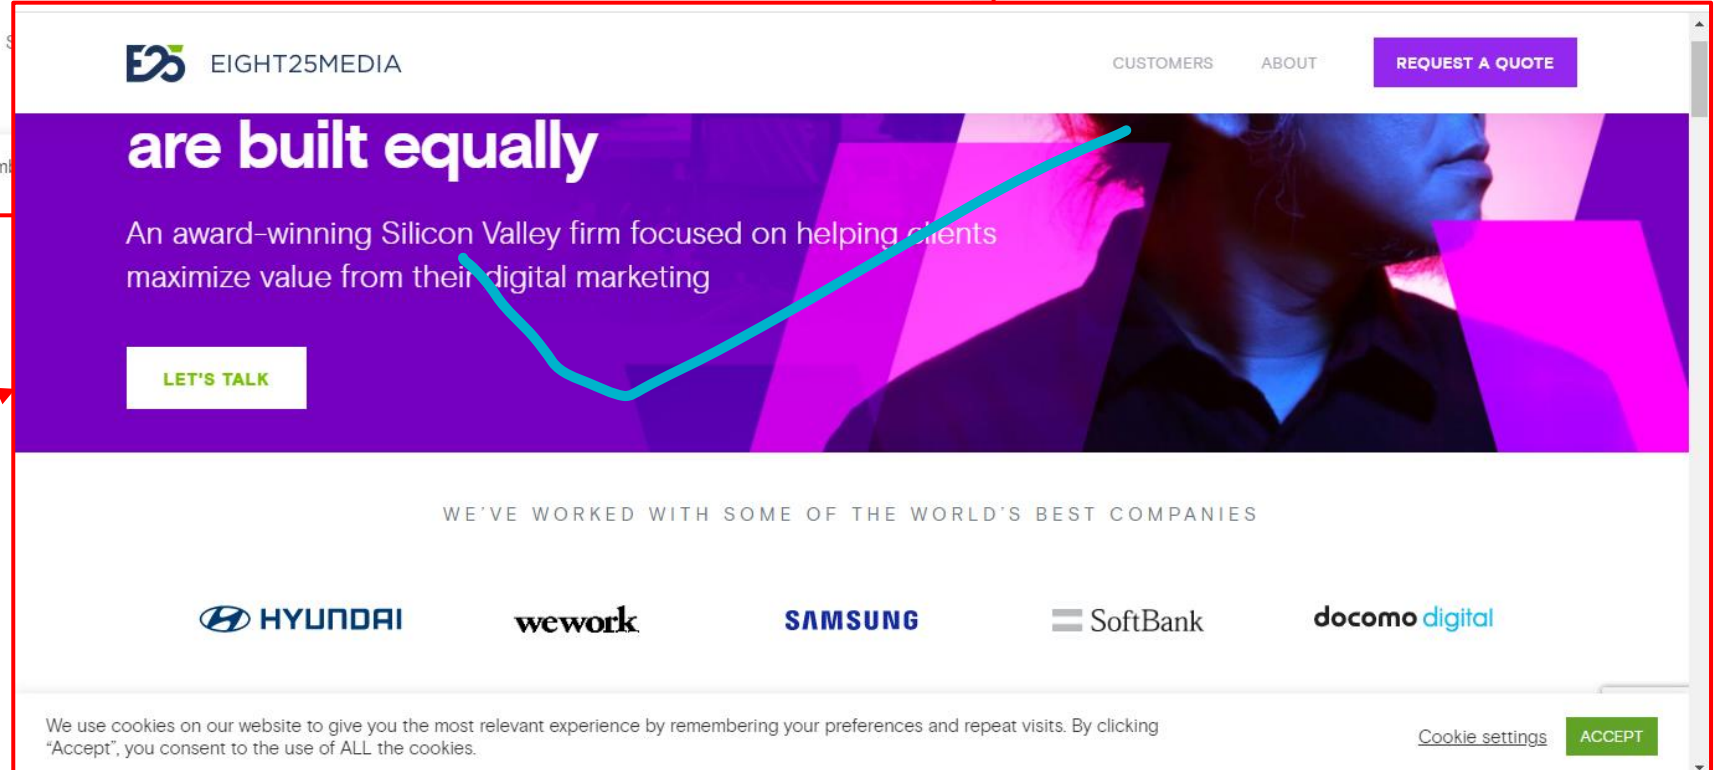 E25 EIGHT25MEDIA CUSTOMERS ABOUT REQUEST A QUOTE
are built equally
An award-winning Silicon Valley firm focused on helping clients
maximize value from their digital marketing
LET'S TALK
WE'VE WORKED WITH SOME OF THE WORLD'S BEST COMPANIES
HYUNDAI wework SAMSUNG SoftBank docomo digital
We use cookies on our website to give you the most relevant experience by remembering your preferences and repeat visits. By clicking
“Accept”, you consent to the use of ALL the cookies.
Cookie settings ACCEPT